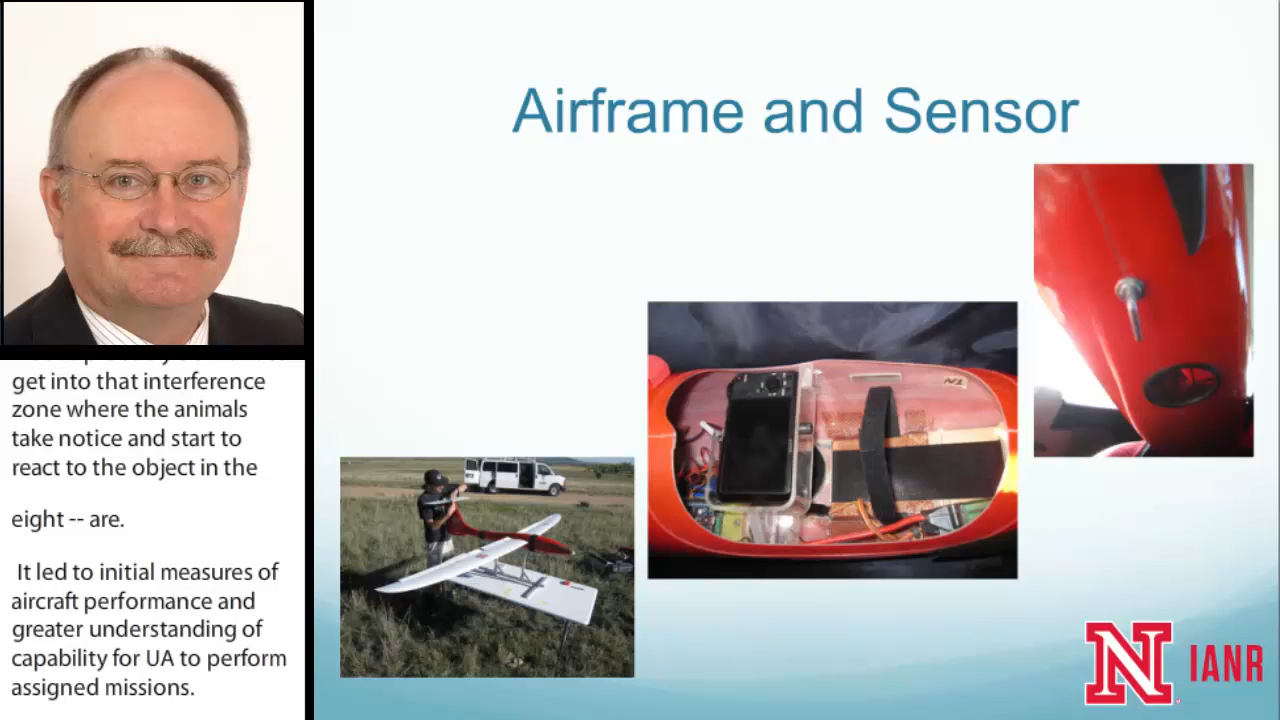 Airframe and Sensor
get into that interference
zone where the animals
take notice and start to
react to the object in the
eight -- are.
It led to initial measures of
aircraft performance and
greater understanding of
capability for UA to perform
assigned missions.
N IANR